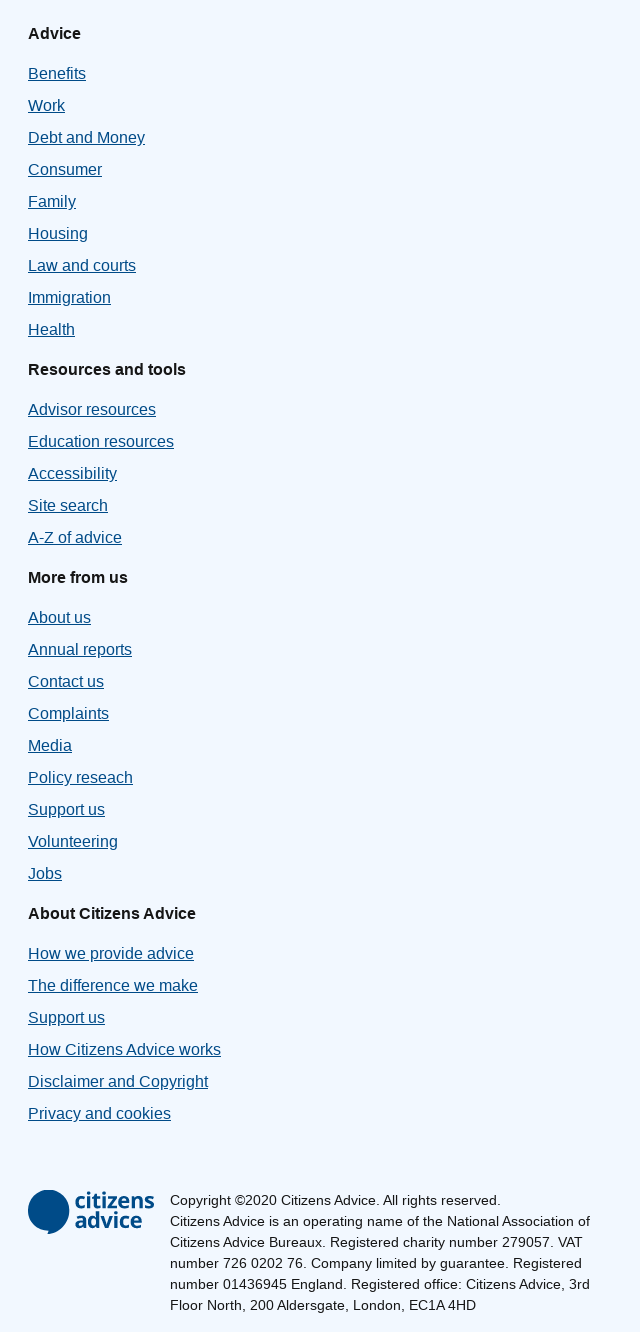 Advice
Benefits
Work
Debt and Money
Consumer
Family
Housing
Law and courts
Immigration
Health
Resources and tools
Advisor resources
Education resources
Accessibility
Site search
A-Z of advice
More from us
About us
Annual reports
Contact us
Complaints
Media
Policy reseach
Support us
Volunteering
Jobs
About Citizens Advice
How we provide advice
The difference we make
Support us
How Citizens Advice works
Disclaimer and Copyright
Privacy and cookies
citizens
advice
Copyright ©2020 Citizens Advice. All rights reserved.
Citizens Advice is an operating name of the National Association of
Citizens Advice Bureaux. Registered charity number 279057. VAT
number 726 0202 76. Company limited by guarantee. Registered
number 01436945 England. Registered office: Citizens Advice, 3rd
Floor North, 200 Aldersgate, London, EC1A 4HD